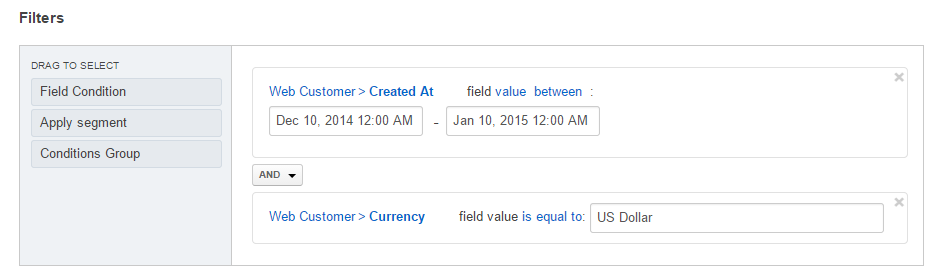 Filters
DRAG TO SELECT
Field Condition
Apply segment
Conditions Group
Web Customer > Created At field value between :
Dec 10, 2014 12:00 AM - Jan 10, 2015 12:00 AM
AND
Web Customer > Currency field value is equal to: US Dollar